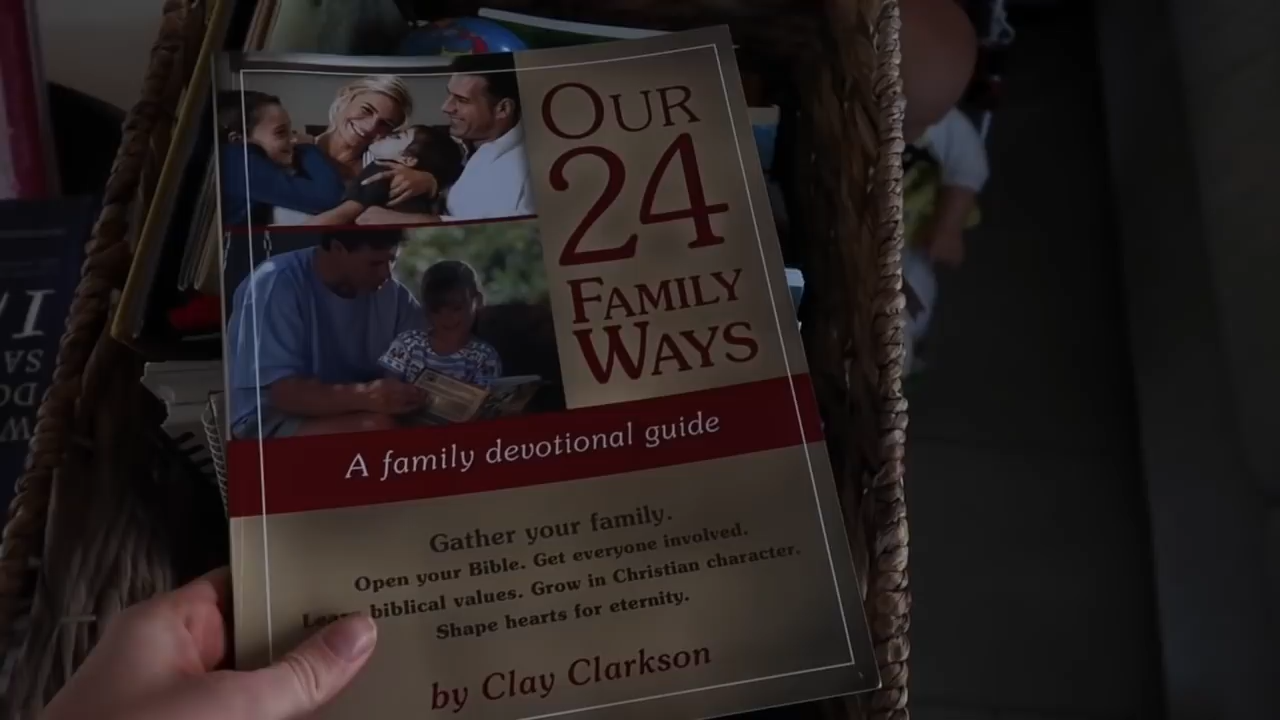 OUR
24
FAMILY
WAYS
A family devotional guide
Gather your family.
Open your Bible. Get everyone involved.
Learn biblical values. Grow in Christian character.
Shape hearts for eternity.
by Clay Clarkson